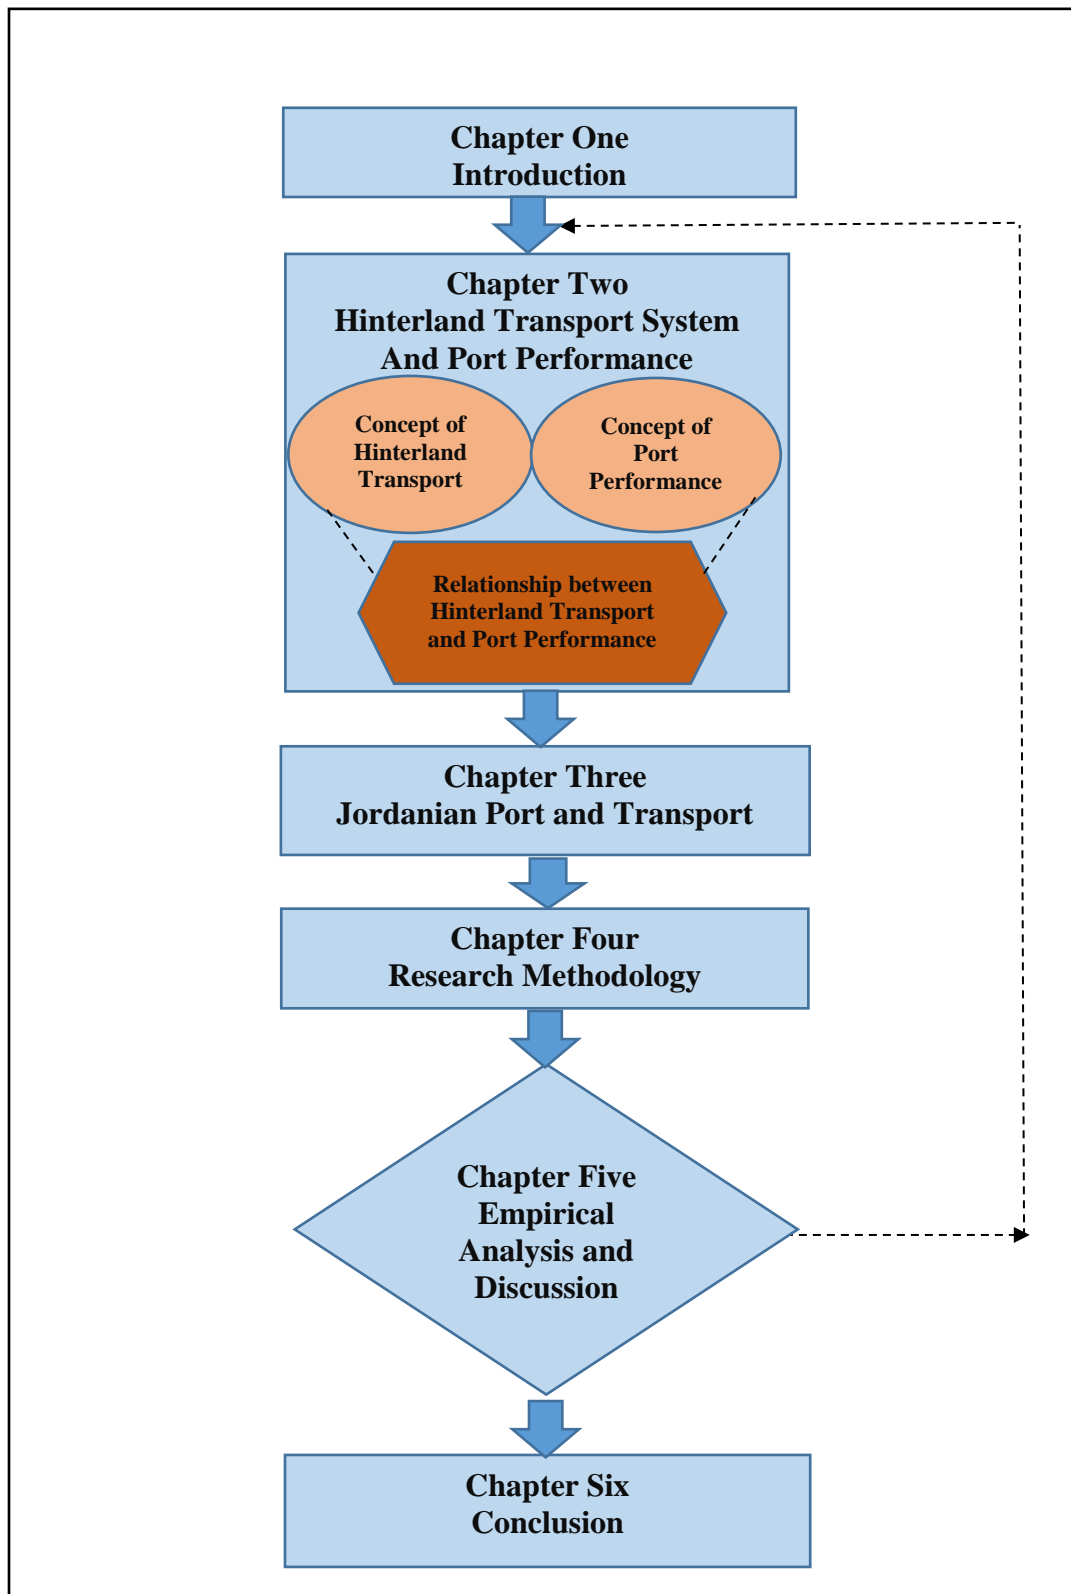 Chapter One
Introduction
Chapter Two
Hinterland Transport System
And Port Performance
Concept of
Hinterland
Transport
Concept of
Port
Performance
Relationship between
Hinterland Transport
and Port Performance
Chapter Three
Jordanian Port and Transport
Chapter Four
Research Methodology
Chapter Five
Empirical
Analysis and
Discussion
Chapter Six
Conclusion